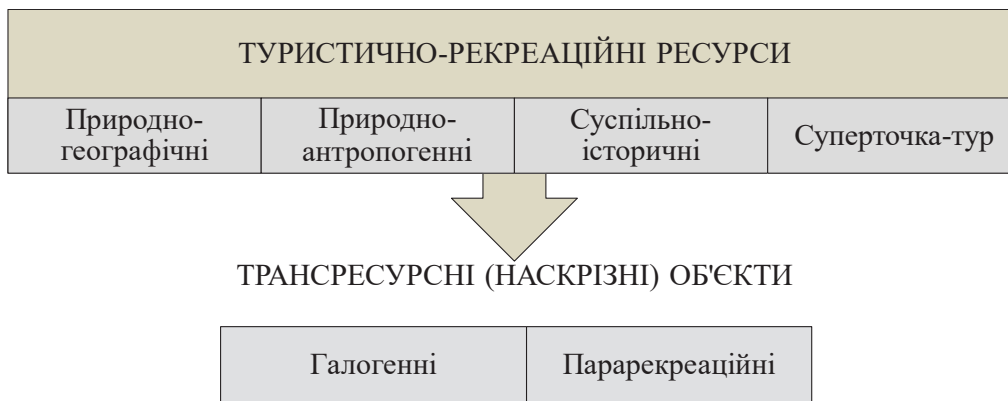 ТУРИСТИЧНО-РЕКРЕАЦІЙНІ РЕСУРСИ
Природно-
географічні
Природно-
антропогенні
Суспільно-
історичні
Суперточка-тур
ТРАНСРЕСУРСНІ (НАСКРІЗНІ) ОБ'ЄКТИ
Галогенні
Парарекреаційні